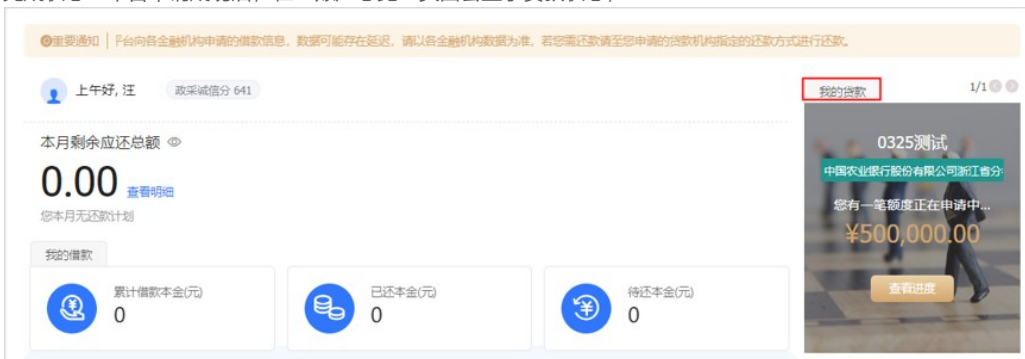 重要通知 平台向各金融机构申请的借款信息，数据可能存在延迟，请以各金融机构数据为准，若您需还款请至您申请的贷款机构指定的还款方式进行还款。
上午好, 汪 政采诚信分 641
我的贷款 1/1
本月剩余应还总额
0.00 查看明细
您本月无还款计划
0325测试
中国农业银行股份有限公司浙江省分
您有一笔额度正在申请中...
¥500,000.00
查看进度
我的借款
累计借款本金(元)
0
已还本金(元)
0
待还本金(元)
0